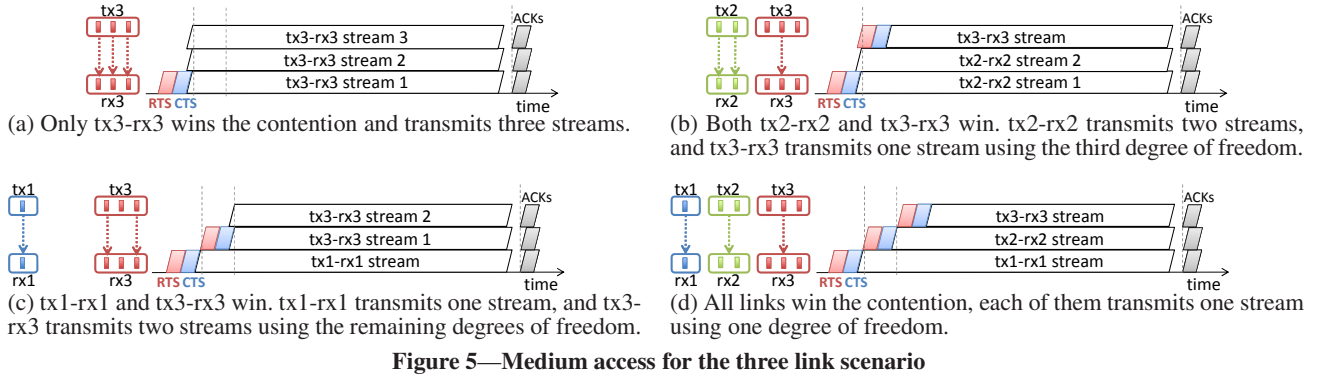 tx3
rx3
tx3-rx3 stream 3
tx3-rx3 stream 2
tx3-rx3 stream 1
ACKs
RTS CTS
time
(a) Only tx3-rx3 wins the contention and transmits three streams.
tx2 tx3
rx2 rx3
tx3-rx3 stream
tx2-rx2 stream 2
tx2-rx2 stream 1
ACKs
RTS CTS
time
(b) Both tx2-rx2 and tx3-rx3 win. tx2-rx2 transmits two streams,
and tx3-rx3 transmits one stream using the third degree of freedom.
tx1 tx3
rx1 rx3
tx3-rx3 stream 2
tx3-rx3 stream 1
tx1-rx1 stream
ACKs
RTS CTS
time
(c) tx1-rx1 and tx3-rx3 win. tx1-rx1 transmits one stream, and tx3-
rx3 transmits two streams using the remaining degrees of freedom.
tx1 tx2 tx3
rx1 rx2 rx3
tx3-rx3 stream
tx2-rx2 stream
tx1-rx1 stream
ACKs
RTS CTS
time
(d) All links win the contention, each of them transmits one stream
using one degree of freedom.
Figure 5—Medium access for the three link scenario